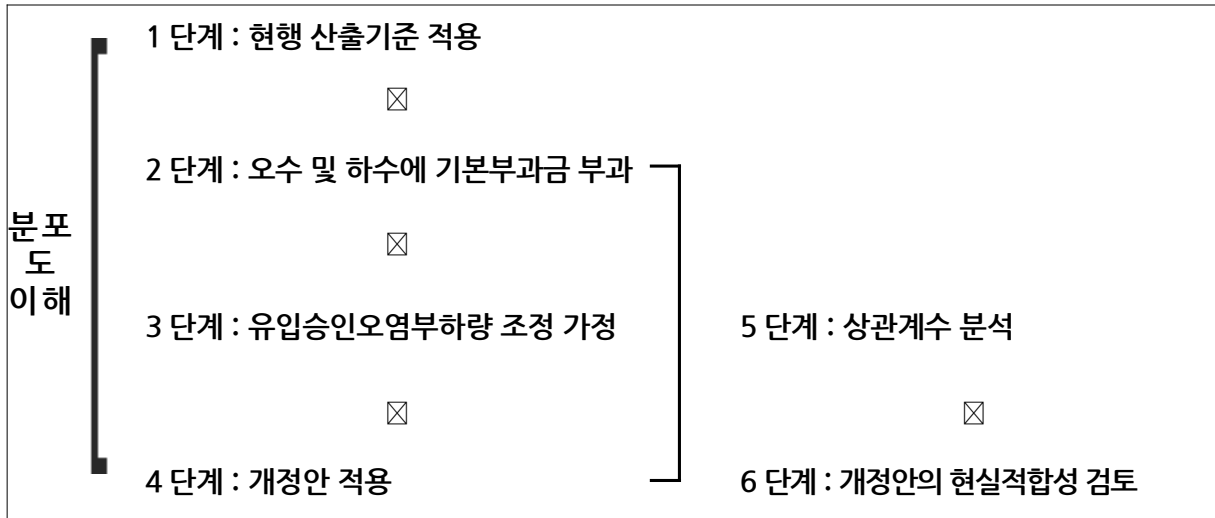 1 단계 : 현행 산출기준 적용
2 단계 : 오수 및 하수에 기본부과금 부과
분포
도
이해
3 단계 : 유입승인오염부하량 조정 가정
5 단계 : 상관계수 분석
4 단계 : 개정안 적용
6 단계 : 개정안의 현실적합성 검토